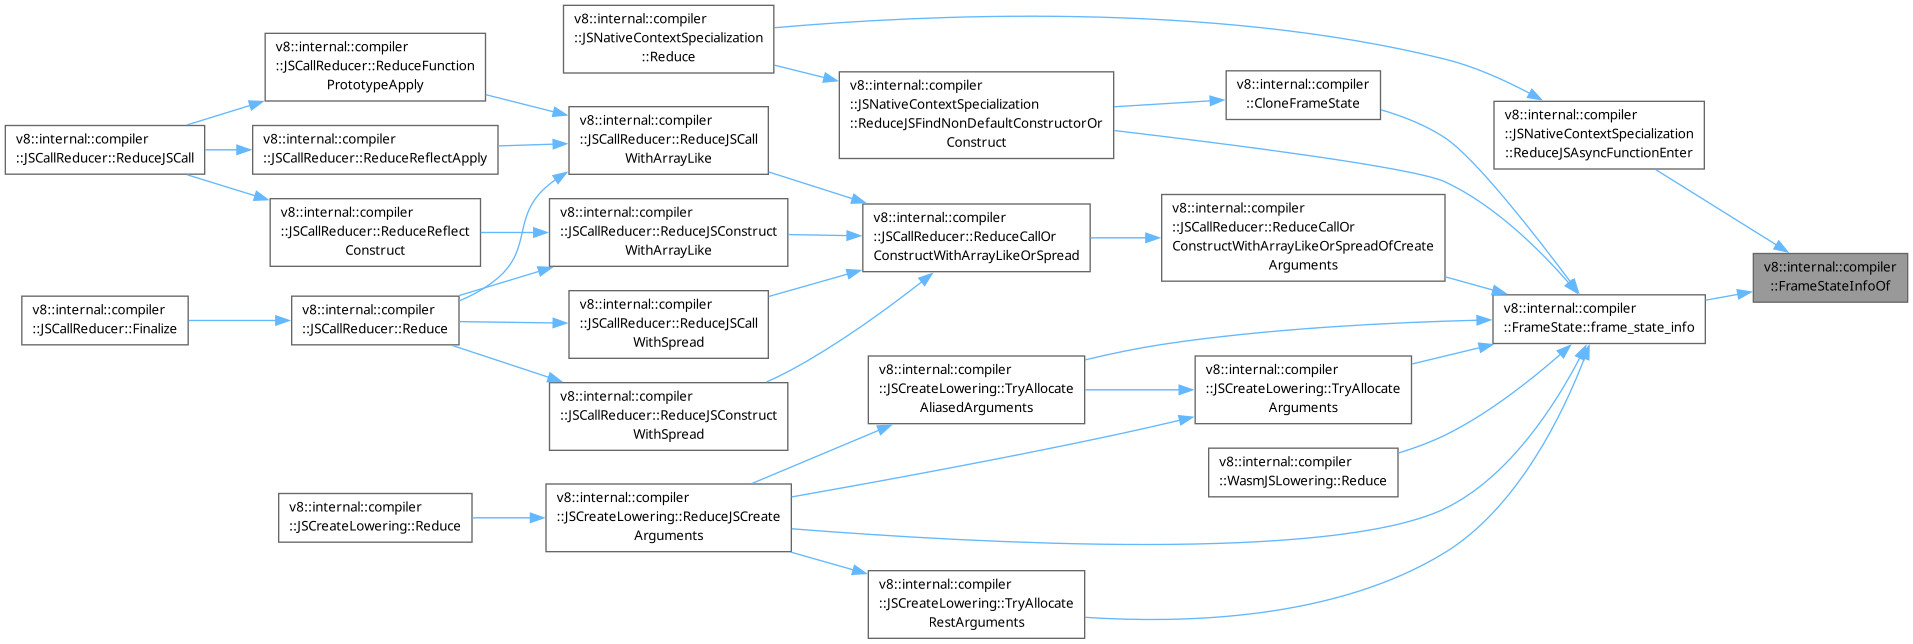 v8::internal::compiler
::JSCallReducer::ReduceJSCall
v8::internal::compiler
::JSCallReducer::ReduceFunction
PrototypeApply
v8::internal::compiler
::JSCallReducer::ReduceReflectApply
v8::internal::compiler
::JSCallReducer::ReduceReflect
Construct
v8::internal::compiler
::JSCallReducer::Finalize
v8::internal::compiler
::JSCallReducer::Reduce
v8::internal::compiler
::JSCreateLowering::Reduce
v8::internal::compiler
::JSNativeContextSpecialization
::Reduce
v8::internal::compiler
::JSCallReducer::ReduceJSCall
WithArrayLike
v8::internal::compiler
::JSCallReducer::ReduceJSConstruct
WithArrayLike
v8::internal::compiler
::JSCallReducer::ReduceJSCall
WithSpread
v8::internal::compiler
::JSCallReducer::ReduceJSConstruct
WithSpread
v8::internal::compiler
::JSCreateLowering::ReduceJSCreate
Arguments
v8::internal::compiler
::JSNativeContextSpecialization
::ReduceJSFindNonDefaultConstructorOr
Construct
v8::internal::compiler
::JSCallReducer::ReduceCallOr
ConstructWithArrayLikeOrSpread
v8::internal::compiler
::JSCreateLowering::TryAllocate
AliasedArguments
v8::internal::compiler
::JSCreateLowering::TryAllocate
RestArguments
v8::internal::compiler
::CloneFrameState
v8::internal::compiler
::JSCallReducer::ReduceCallOr
ConstructWithArrayLikeOrSpreadOfCreate
Arguments
v8::internal::compiler
::JSCreateLowering::TryAllocate
Arguments
v8::internal::compiler
::WasmJSLowering::Reduce
v8::internal::compiler
::JSNativeContextSpecialization
::ReduceJSAsyncFunctionEnter
v8::internal::compiler
::FrameState::frame_state_info
v8::internal::compiler
::FrameStateInfoOf